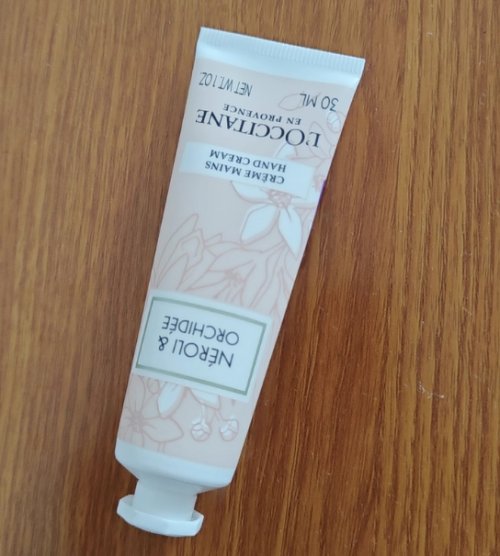 NÉROLI &
ORCHIDÉE
CRÈME MAINS
HAND CREAM
L'OCCITANE
EN PROVENCE
30 ML
NET WT. 1 OZ